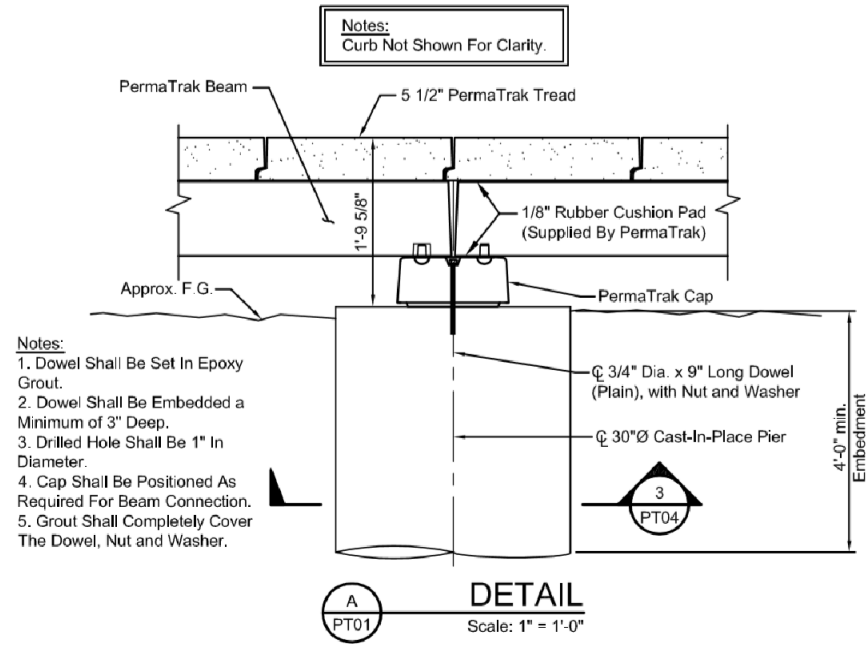 Notes:
Curb Not Shown For Clarity.
PermaTrak Beam
5 1/2" PermaTrak Tread
1'-9 5/8"
1/8" Rubber Cushion Pad
(Supplied By PermaTrak)
Approx. F.G.
PermaTrak Cap
Notes:
1. Dowel Shall Be Set In Epoxy
Grout.
2. Dowel Shall Be Embedded a
Minimum of 3" Deep.
3. Drilled Hole Shall Be 1" In
Diameter.
4. Cap Shall Be Positioned As
Required For Beam Connection.
5. Grout Shall Completely Cover
The Dowel, Nut and Washer.
℄ 3/4" Dia. x 9" Long Dowel
(Plain), with Nut and Washer
℄ 30"Ø Cast-In-Place Pier
4'-0" min.
Embedment
3
PT04
A
PT01
DETAIL
Scale: 1" = 1'-0"